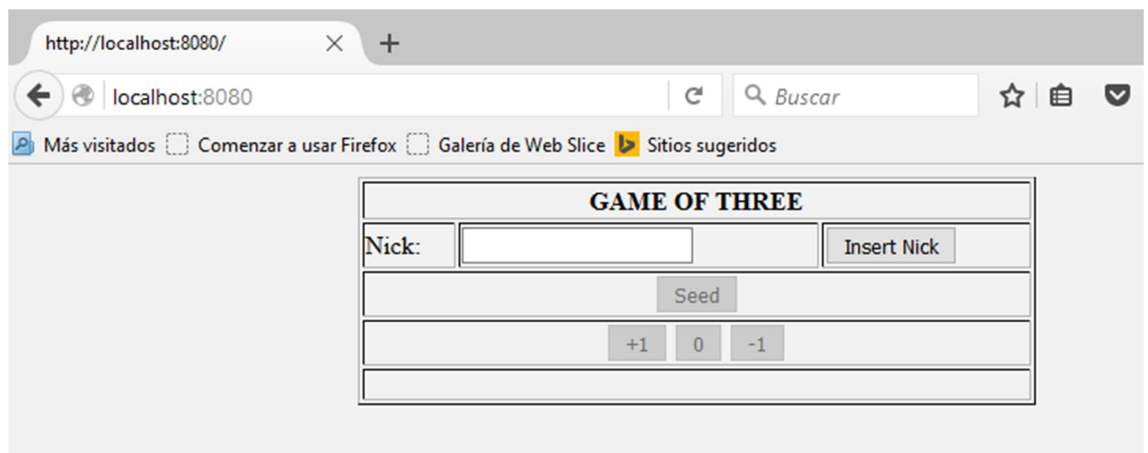 http://localhost:8080/
localhost:8080
Buscar
Más visitados Comenzar a usar Firefox Galería de Web Slice Sitios sugeridos
GAME OF THREE
Nick: Insert Nick
Seed
+1 0 -1